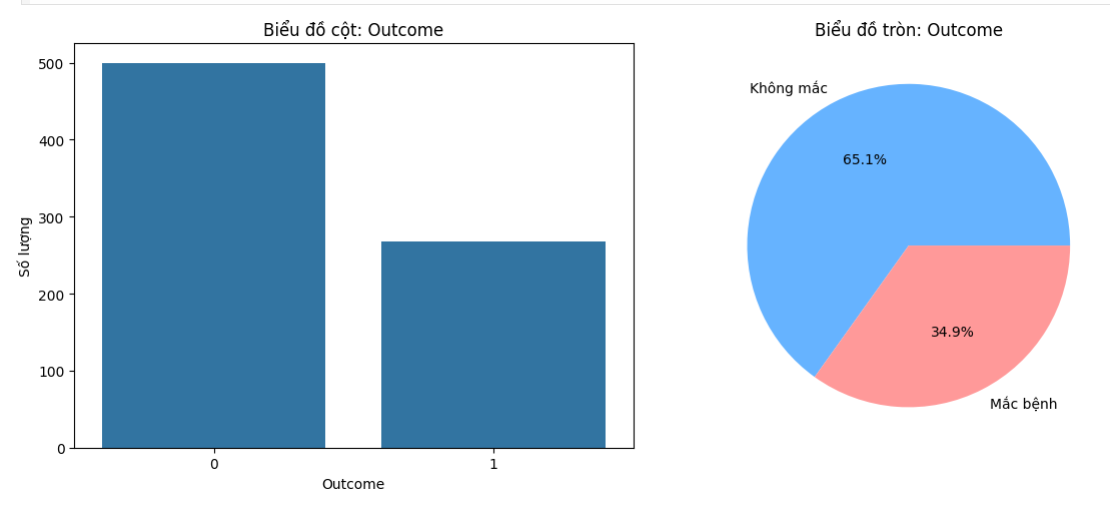 Biểu đồ cột: Outcome
500
400
300
200
100
0
Số lượng
0
1
Outcome
Biểu đồ tròn: Outcome
Không mắc
65.1%
34.9%
Mắc bệnh